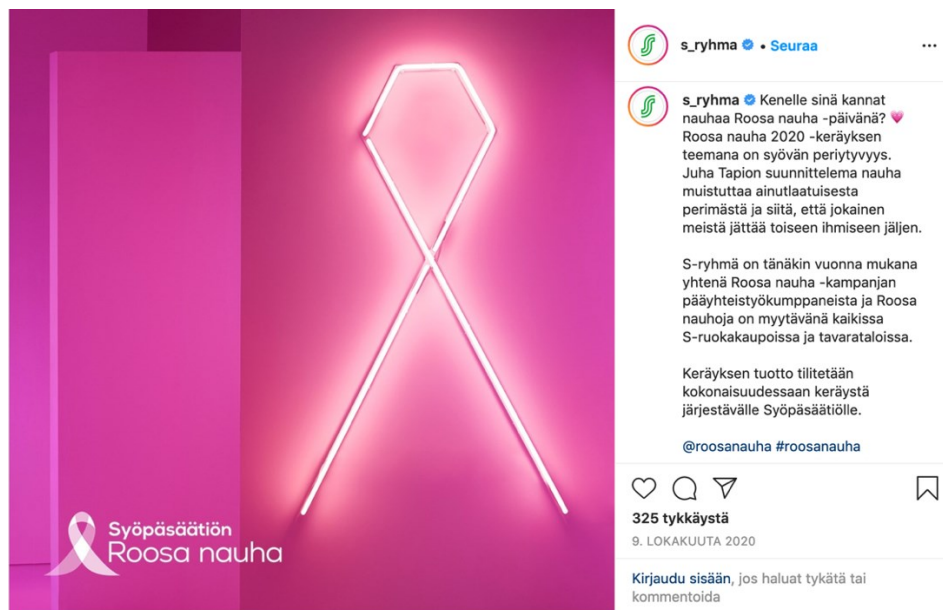 Syöpäsäätiön
Roosa nauha
s_ryhma • Seuraa
s_ryhma Kenelle sinä kannat
nauhaa Roosa nauha -päivänä?
Roosa nauha 2020 -keräyksen
teemana on syövän periytyvyys.
Juha Tapion suunnittelema nauha
muistuttaa ainutlaatuisesta
perimästä ja siitä, että jokainen
meistä jättää toiseen ihmiseen jäljen.
S-ryhmä on tänäkin vuonna mukana
yhtenä Roosa nauha -kampanjan
pääyhteistyökumppaneista ja Roosa
nauhoja on myytävänä kaikissa
S-ruokakaupoissa ja tavarataloissa.
Keräyksen tuotto tilitetään
kokonaisuudessaan keräystä
järjestävälle Syöpäsäätiölle.
@roosanauha #roosanauha
325 tykkäystä
9. LOKAKUUTA 2020
Kirjaudu sisään, jos haluat tykätä tai
kommentoida